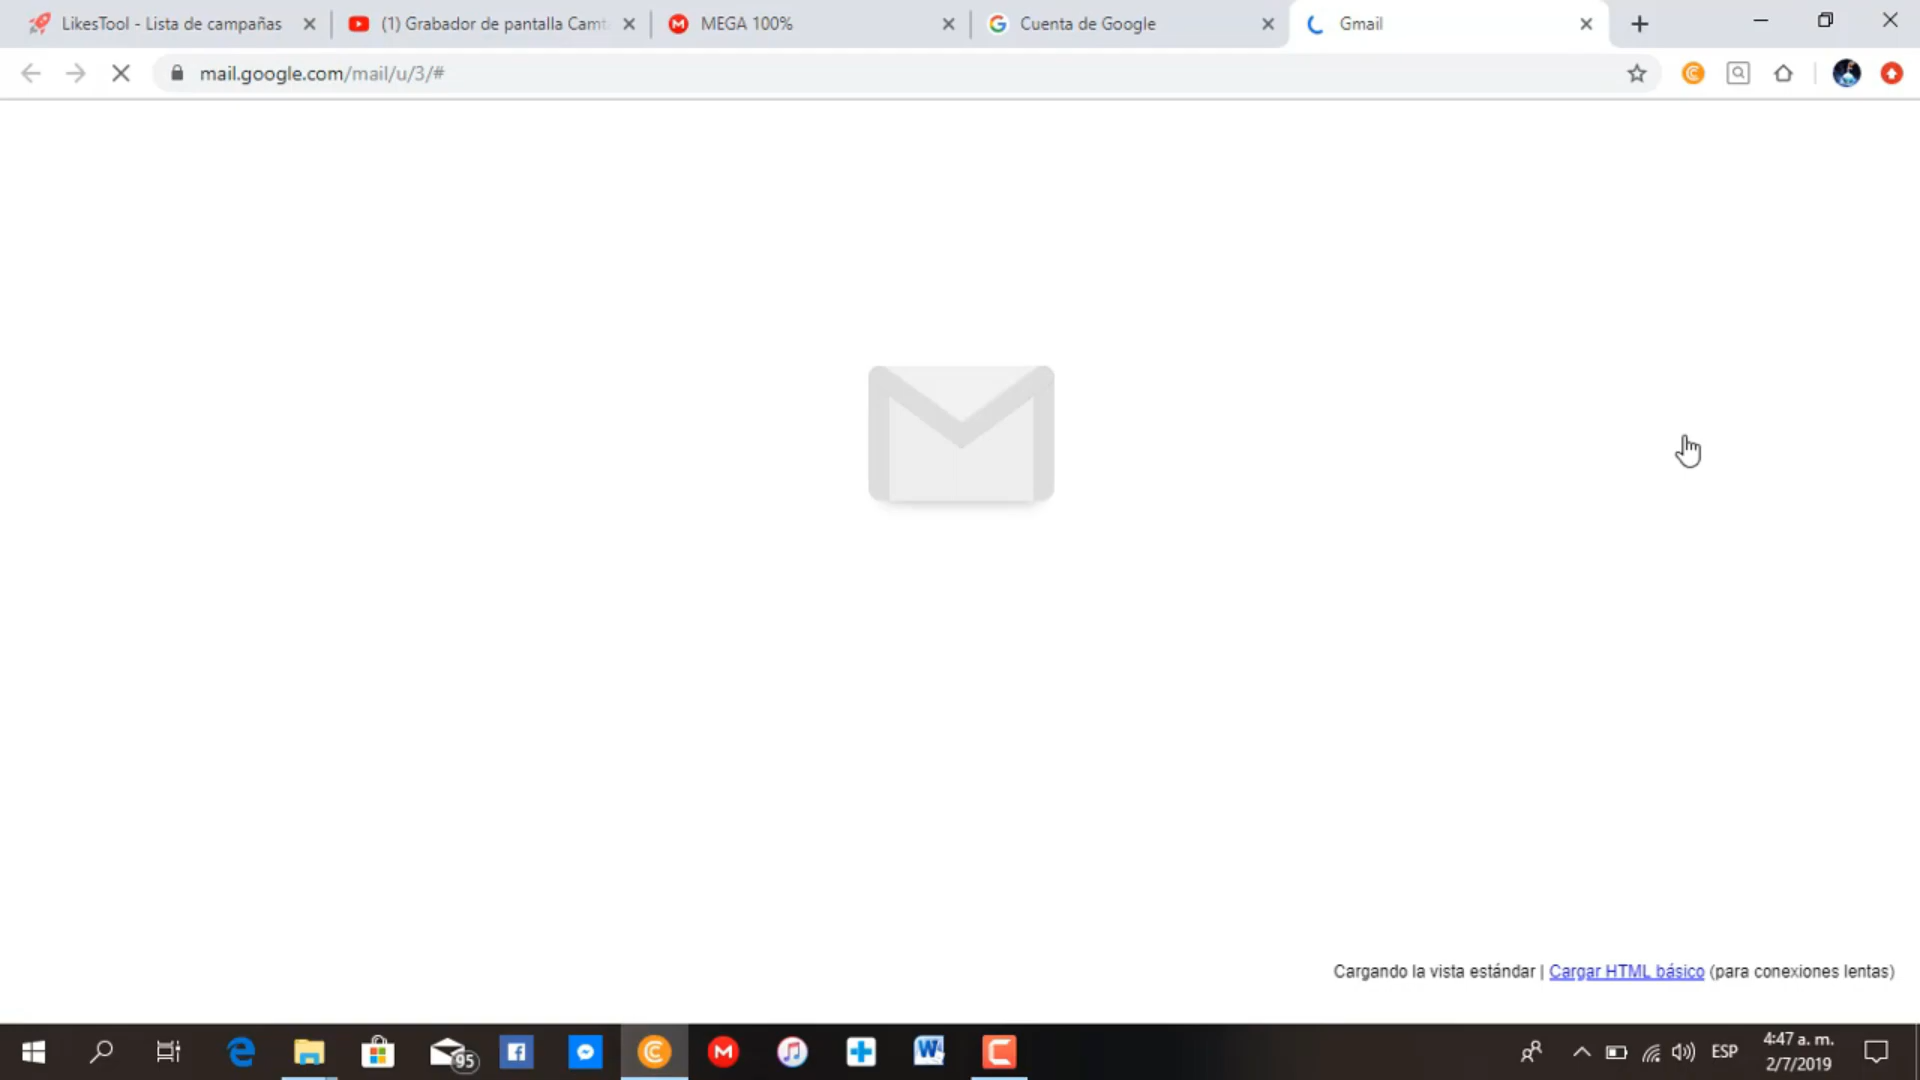 LikesTool - Lista de campañas
(1) Grabador de pantalla Camt
MEGA 100%
Cuenta de Google
Gmail
mail.google.com/mail/u/3/#
Cargando la vista estándar | Cargar HTML básico (para conexiones lentas)
95
ESP
4:47 a. m.
2/7/2019